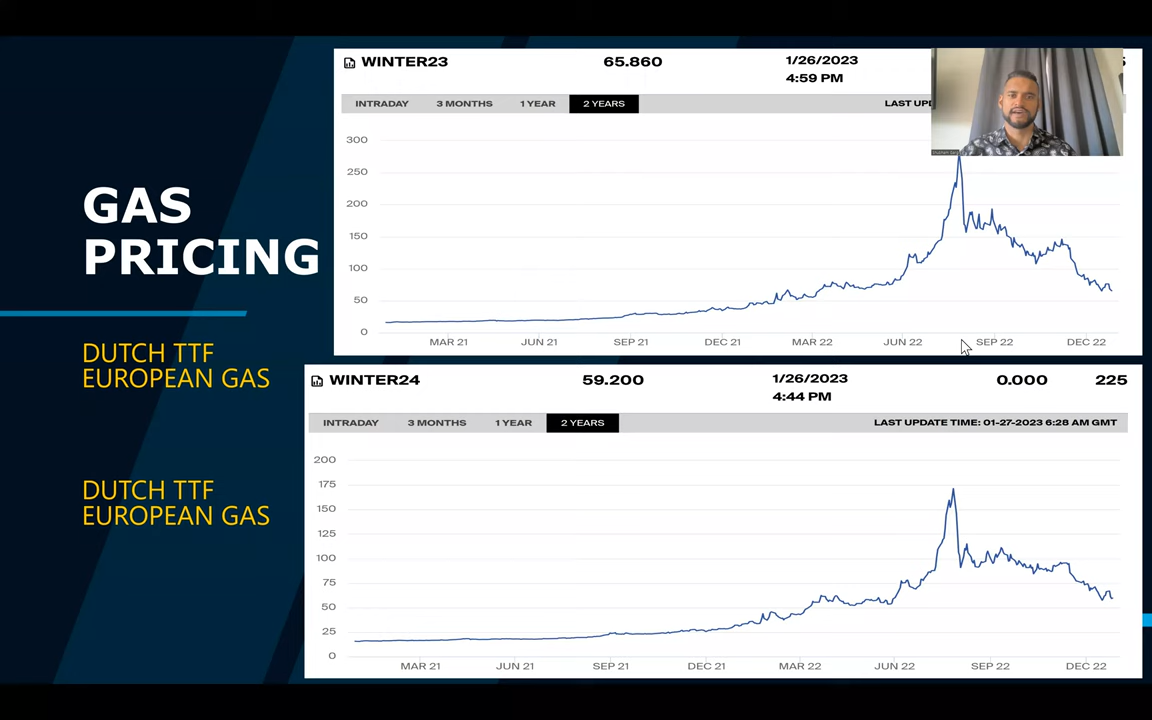 GAS
PRICING
DUTCH TTF
EUROPEAN GAS
DUTCH TTF
EUROPEAN GAS
WINTER23 65.860 1/26/2023
4:59 PM
INTRADAY 3 MONTHS 1 YEAR 2 YEARS
300
250
200
150
100
50
0
MAR 21 JUN 21 SEP 21 DEC 21 MAR 22 JUN 22 SEP 22 DEC 22
WINTER24 59.200 1/26/2023 0.000 225
4:44 PM
INTRADAY 3 MONTHS 1 YEAR 2 YEARS LAST UPDATE TIME: 01-27-2023 6:28 AM GMT
200
175
150
125
100
75
50
25
0
MAR 21 JUN 21 SEP 21 DEC 21 MAR 22 JUN 22 SEP 22 DEC 22